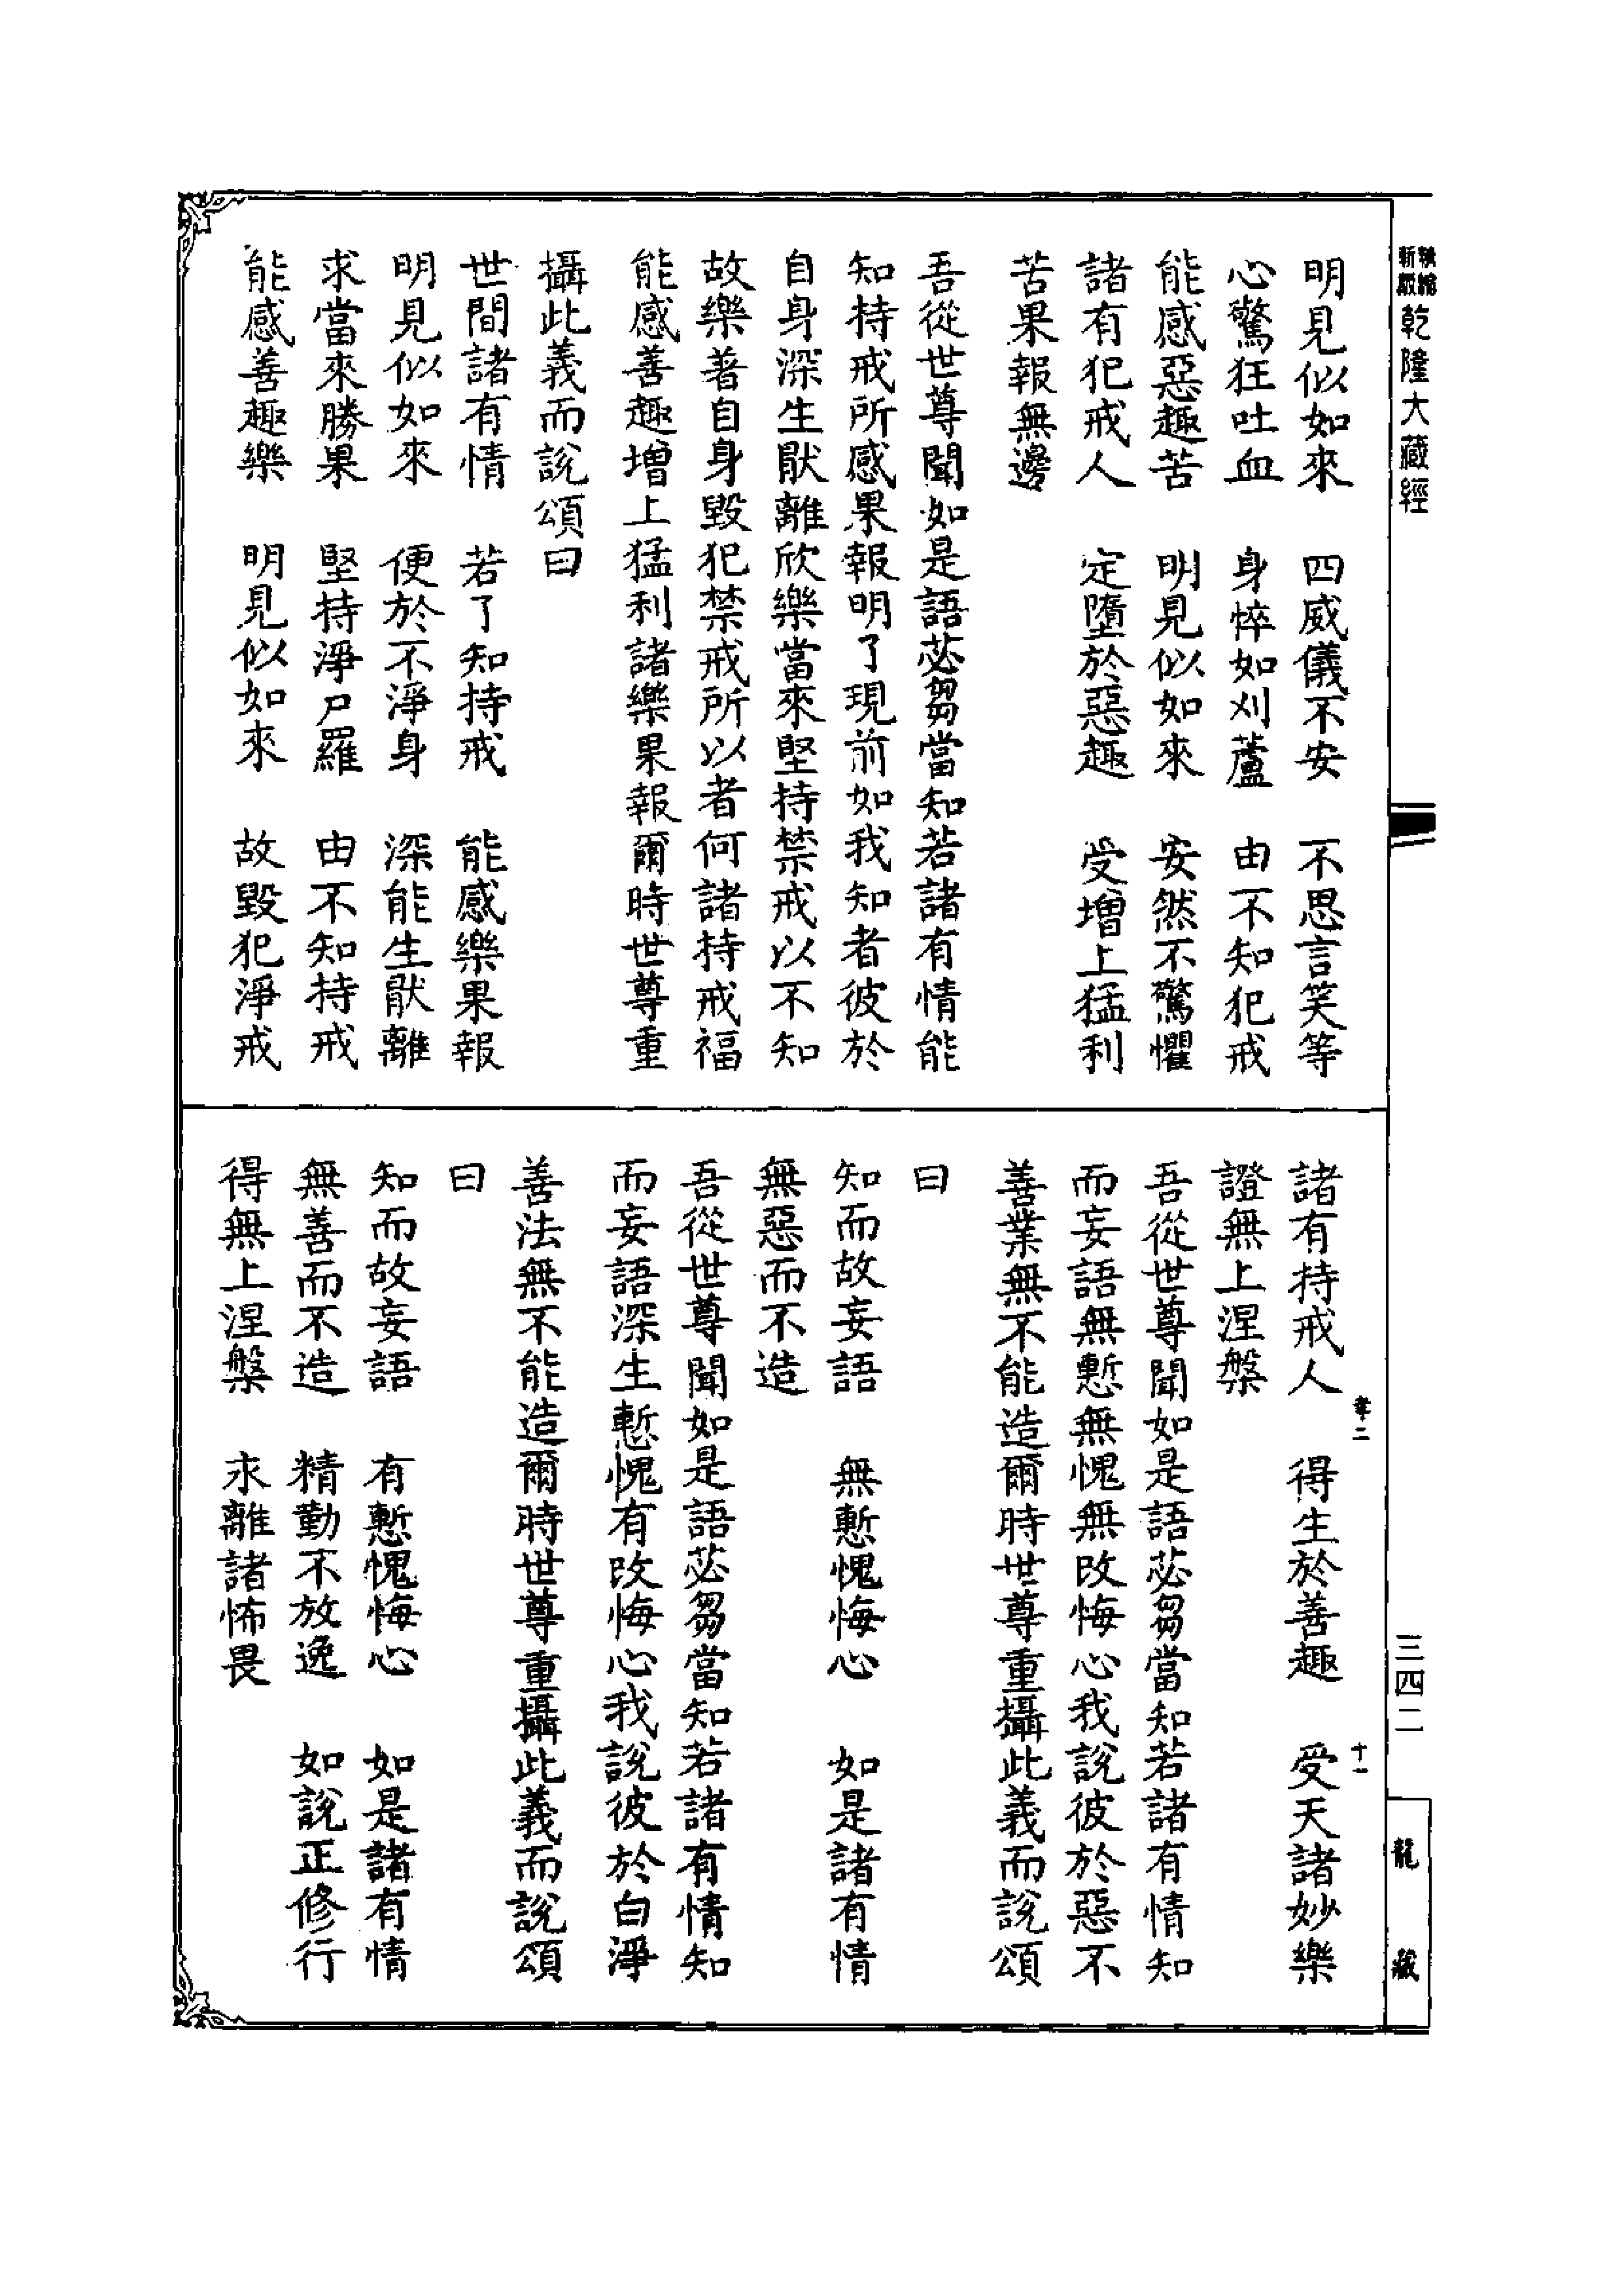 精縮
新版
乾隆大藏經
明見似如來　四威儀不安　不思言笑等
心驚狂吐血　身悴如刈蘆　由不知犯戒
能感惡趣苦　明見似如來　安然不驚懼
諸有犯戒人　定墮於惡趣　受增上猛利
苦果報無邊
吾從世尊聞如是語苾芻當知若諸有情能
知持戒所感果報明了現前如我知者彼於
自身深生厭離欣樂當來堅持禁戒以不知
故樂著自身毀犯禁戒所以者何諸持戒福
能感善趣增上猛利諸樂果報爾時世尊重
攝此義而說頌曰
世間諸有情　若了知持戒　能感樂果報
明見似如來　便於不淨身　深能生厭離
求當來勝果　堅持淨尸羅　由不知持戒
能感善趣樂　明見似如來　故毀犯淨戒
諸有持戒人　得生於善趣　受天諸妙樂
證無上涅槃
吾從世尊聞如是語苾芻當知若諸有情知
而妄語無慙無愧無改悔心我說彼於惡不
善業無不能造爾時世尊重攝此義而說頌
曰
知而故妄語　無慙愧悔心　如是諸有情
無惡而不造
吾從世尊聞如是語苾芻當知若諸有情知
而妄語深生慙愧有改悔心我說彼於白淨
善法無不能造爾時世尊重攝此義而說頌
曰
知而故妄語　有慙愧悔心　如是諸有情
無善而不造　精勤不放逸　如說正修行
得無上涅槃　永離諸怖畏
二
十一
三四二
龍藏